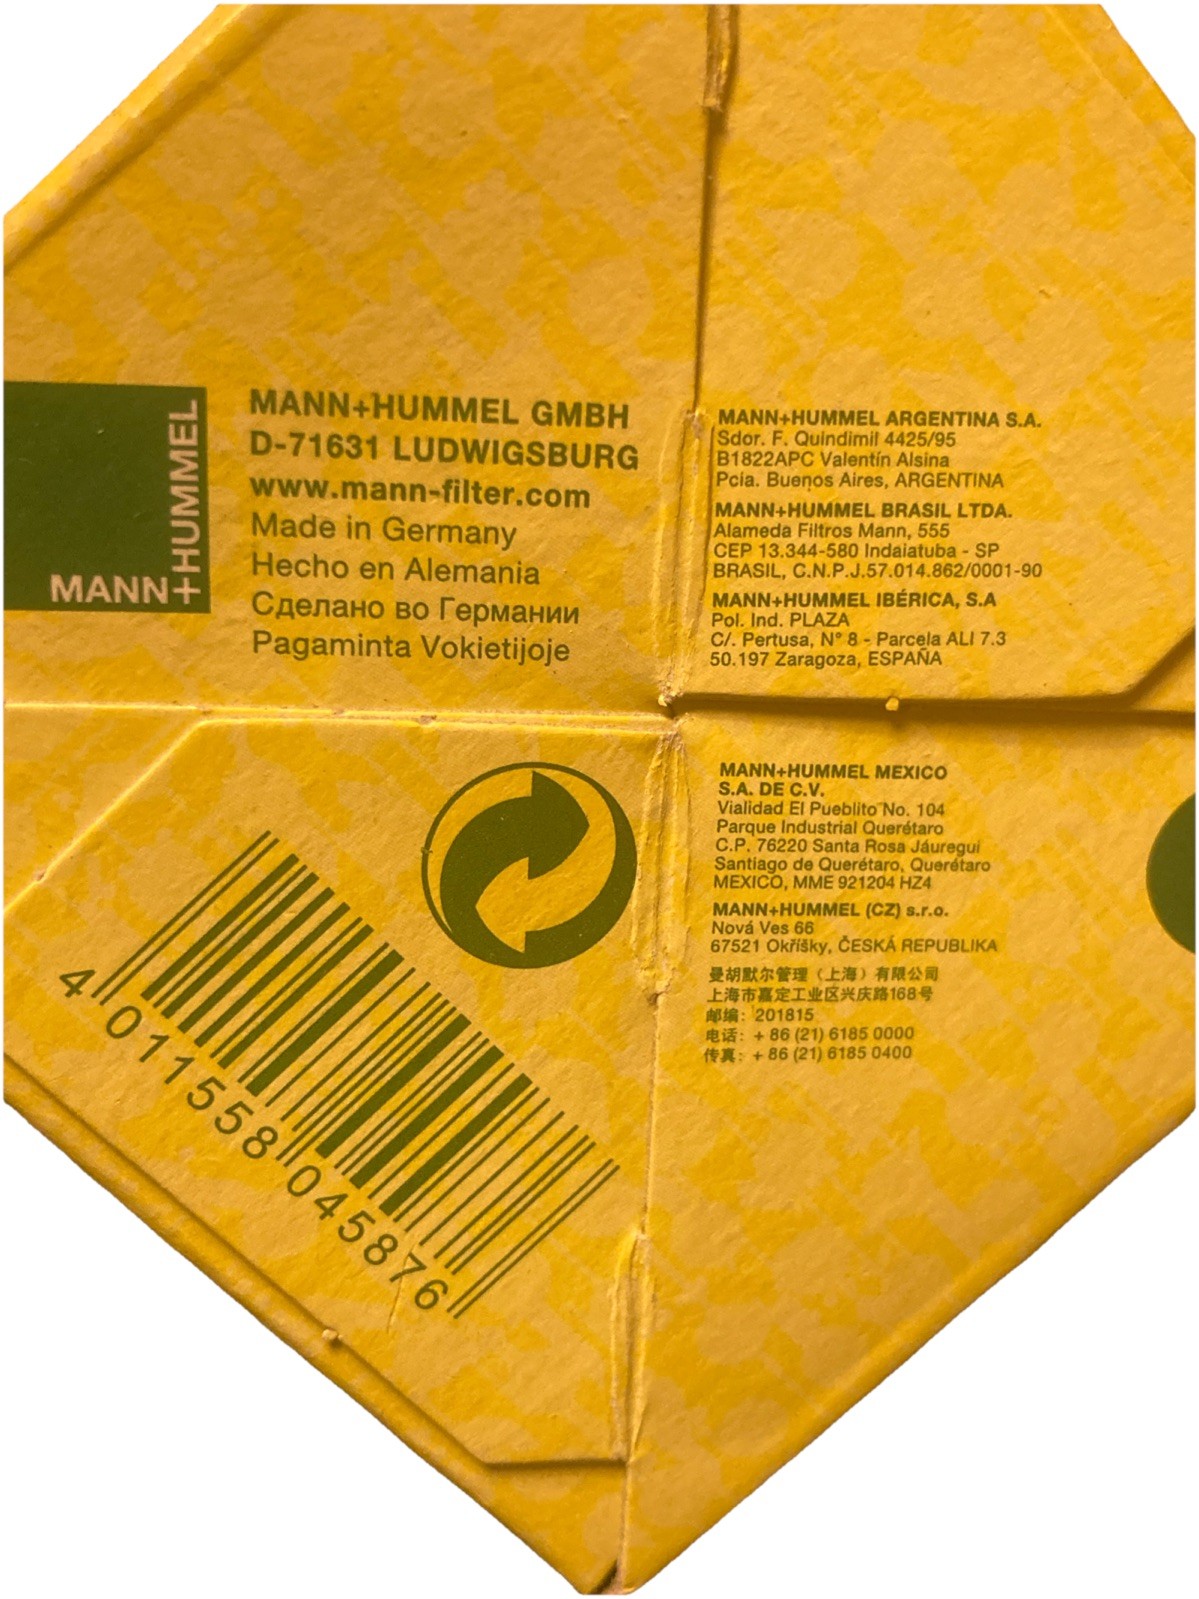 MANN+HUMMEL
MANN+HUMMEL GMBH
D-71631 LUDWIGSBURG
www.mann-filter.com
Made in Germany
Hecho en Alemania
Сделано во Германии
Pagaminta Vokietijoje
MANN+HUMMEL ARGENTINA S.A.
Sdor. F. Quindimil 4425/95
B1822APC Valentín Alsina
Pcia. Buenos Aires, ARGENTINA
MANN+HUMMEL BRASIL LTDA.
Alameda Filtros Mann, 555
CEP 13.344-580 Indaiatuba - SP
BRASIL, C.N.P.J.57.014.862/0001-90
MANN+HUMMEL IBÉRICA, S.A
Pol. Ind. PLAZA
C/. Pertusa, N° 8 - Parcela ALI 7.3
50.197 Zaragoza, ESPAÑA
4 011558 045876
MANN+HUMMEL MEXICO
S.A. DE C.V.
Vialidad El Pueblito No. 104
Parque Industrial Querétaro
C.P. 76220 Santa Rosa Jáuregui
Santiago de Querétaro, Querétaro
MEXICO, MME 921204 HZ4
MANN+HUMMEL (CZ) s.r.o.
Nová Ves 66
67521 Okříšky, ČESKÁ REPUBLIKA
曼胡默尔管理（上海）有限公司
上海市嘉定工业区兴庆路168号
邮编：201815
电话：+ 86 (21) 6185 0000
传真：+ 86 (21) 6185 0400